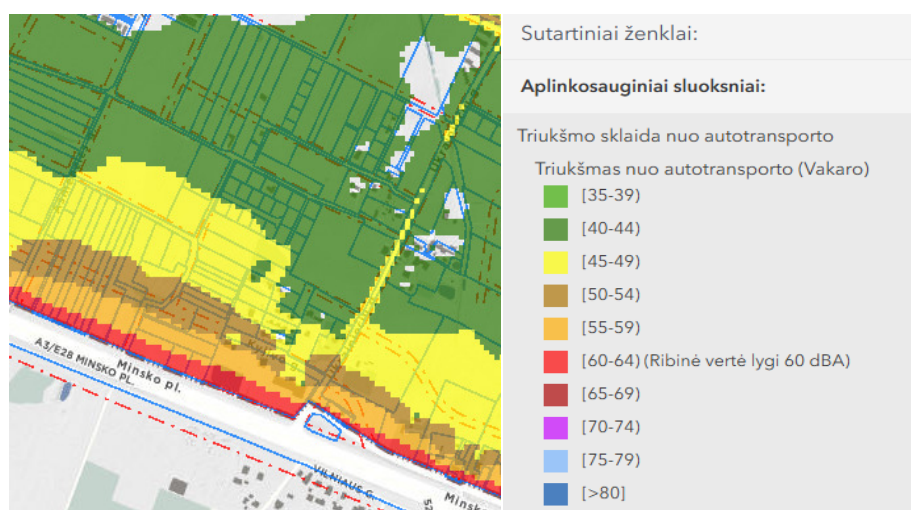 A3/E28 MINSKO PL.
Minsko pl.
VILNIAUS G.
Minsk
Sutartiniai ženklai:
Aplinkosauginiai sluoksniai:
Triukšmo sklaida nuo autotransporto
Triukšmas nuo autotransporto (Vakaro)
[35-39)
[40-44)
[45-49)
[50-54)
[55-59)
[60-64) (Ribinė vertė lygi 60 dBA)
[65-69)
[70-74)
[75-79)
[>80]